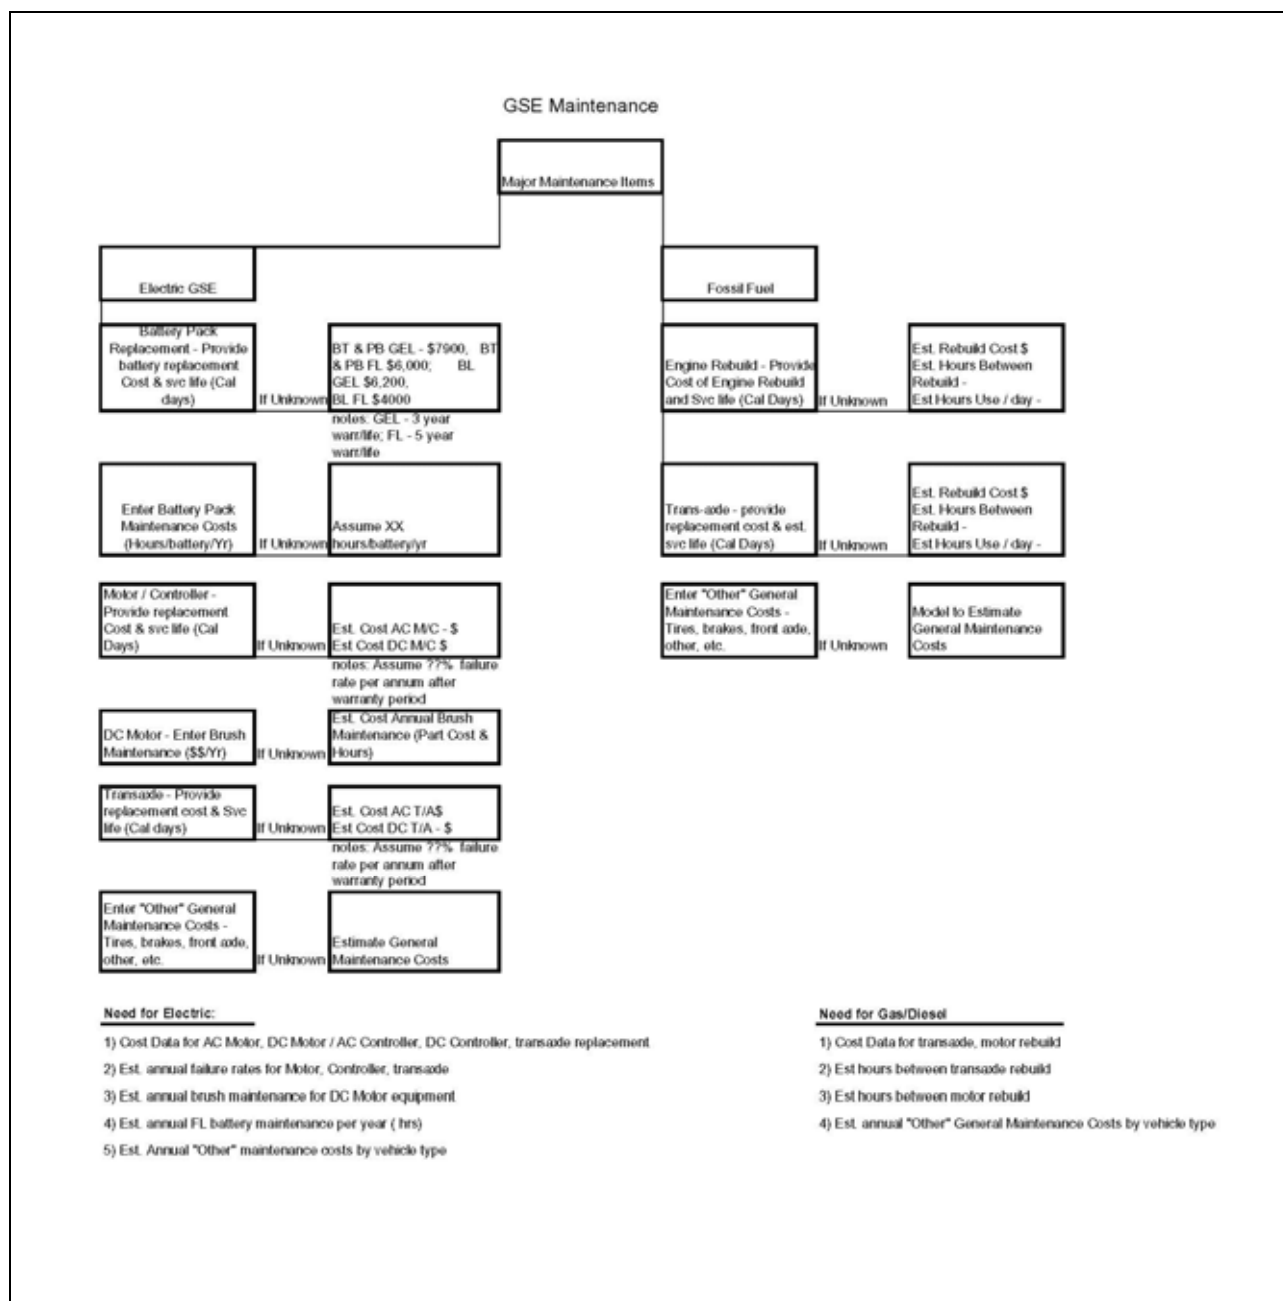 GSE Maintenance
Major Maintenance Items
Electric GSE
Battery Pack
Replacement - Provide
battery replacement
Cost & svc life (Cal
days)
If Unknown
BT & PB GEL - $7900,   BT
& PB FL $6,000;       BL
GEL $6,200,
BL FL $4000
notes: GEL - 3 year
warr/life; FL - 5 year
warr/life
Enter Battery Pack
Maintenance Costs
(Hours/battery/Yr)
If Unknown
Assume XX
hours/battery/yr
Motor / Controller -
Provide replacement
Cost & svc life (Cal
Days)
If Unknown
Est. Cost AC M/C - $
Est Cost DC M/C $
notes: Assume ??% failure
rate per annum after
warranty period
DC Motor - Enter Brush
Maintenance ($$/Yr)
If Unknown
Est. Cost Annual Brush
Maintenance (Part Cost &
Hours)
Transaxle - Provide
replacement cost & Svc
life (Cal days)
If Unknown
Est. Cost AC T/A$
Est Cost DC T/A - $
notes: Assume ??% failure
rate per annum after
warranty period
Enter "Other" General
Maintenance Costs -
Tires, brakes, front axle,
other, etc.
If Unknown
Estimate General
Maintenance Costs
Fossil Fuel
Engine Rebuild - Provide
Cost of Engine Rebuild
and Svc life (Cal Days)
If Unknown
Est. Rebuild Cost $
Est. Hours Between
Rebuild -
Est Hours Use / day -
Trans-axle - provide
replacement cost & est.
svc life (Cal Days)
If Unknown
Est. Rebuild Cost $
Est. Hours Between
Rebuild -
Est Hours Use / day -
Enter "Other" General
Maintenance Costs -
Tires, brakes, front axle,
other, etc.
If Unknown
Model to Estimate
General Maintenance
Costs
Need for Electric:
1) Cost Data for AC Motor, DC Motor / AC Controller, DC Controller, transaxle replacement
2) Est. annual failure rates for Motor, Controller, transaxle
3) Est. annual brush maintenance for DC Motor equipment
4) Est. annual FL battery maintenance per year ( hrs)
5) Est. Annual "Other" maintenance costs by vehicle type
Need for Gas/Diesel
1) Cost Data for transaxle, motor rebuild
2) Est hours between transaxle rebuild
3) Est hours between motor rebuild
4) Est. annual "Other" General Maintenance Costs by vehicle type